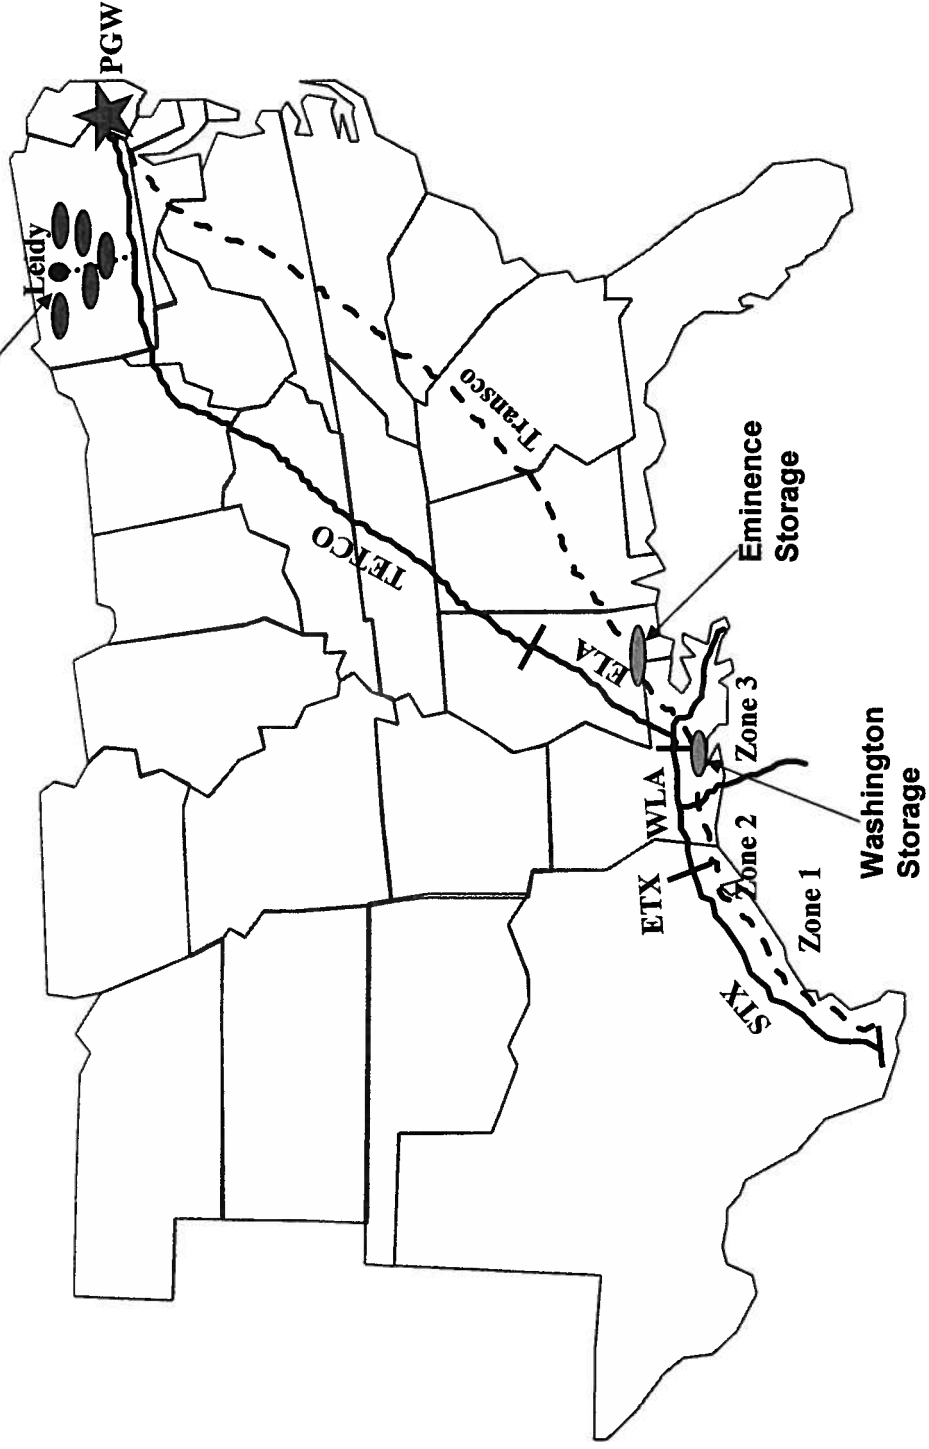 PGW
Leidy
Transco
TETCO
Eminence
Storage
ELA
Zone 3
WLA
Washington
Storage
Zone 2
ETX
Zone 1
STX